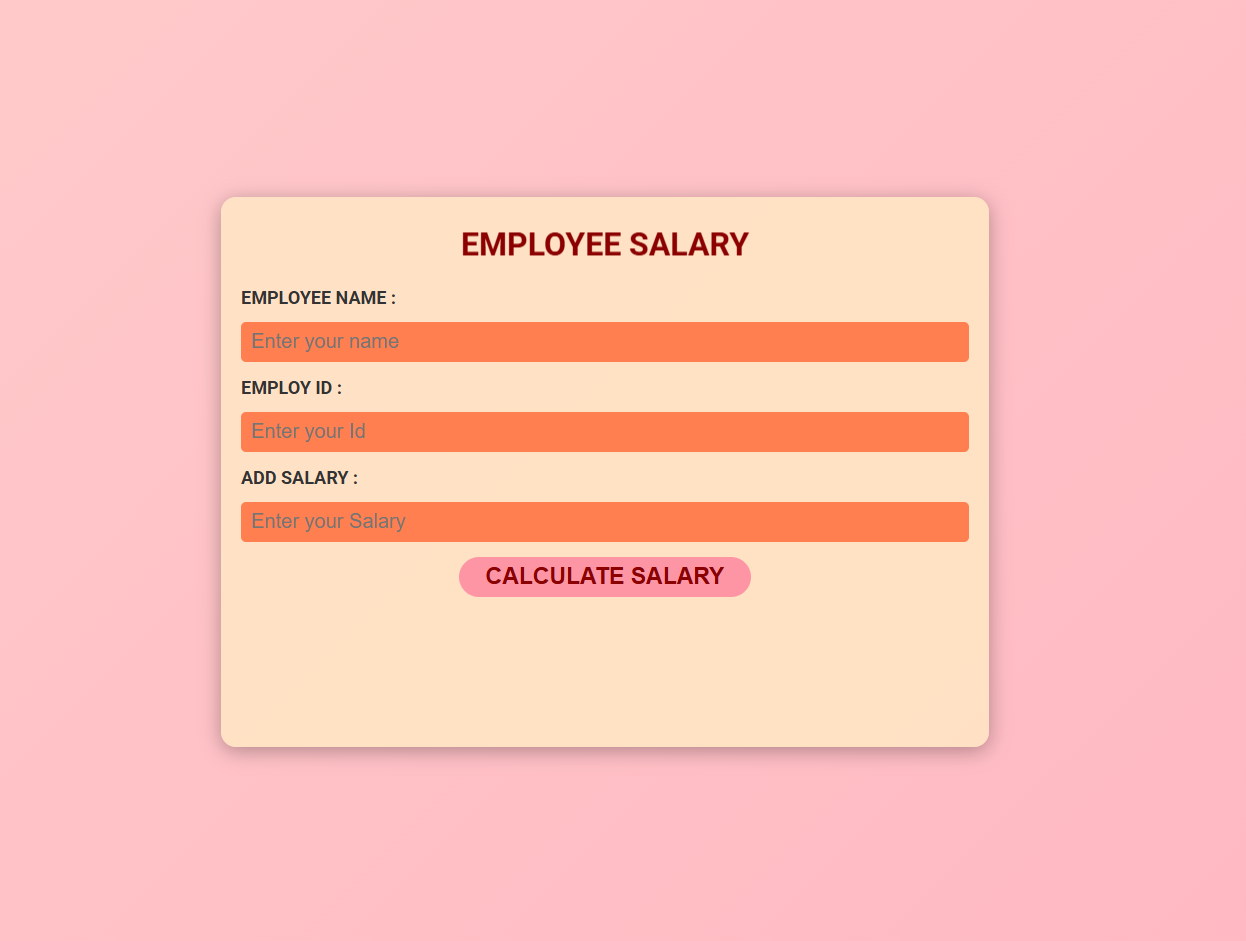 EMPLOYEE SALARY
EMPLOYEE NAME :
Enter your name
EMPLOY ID :
Enter your Id
ADD SALARY :
Enter your Salary
CALCULATE SALARY